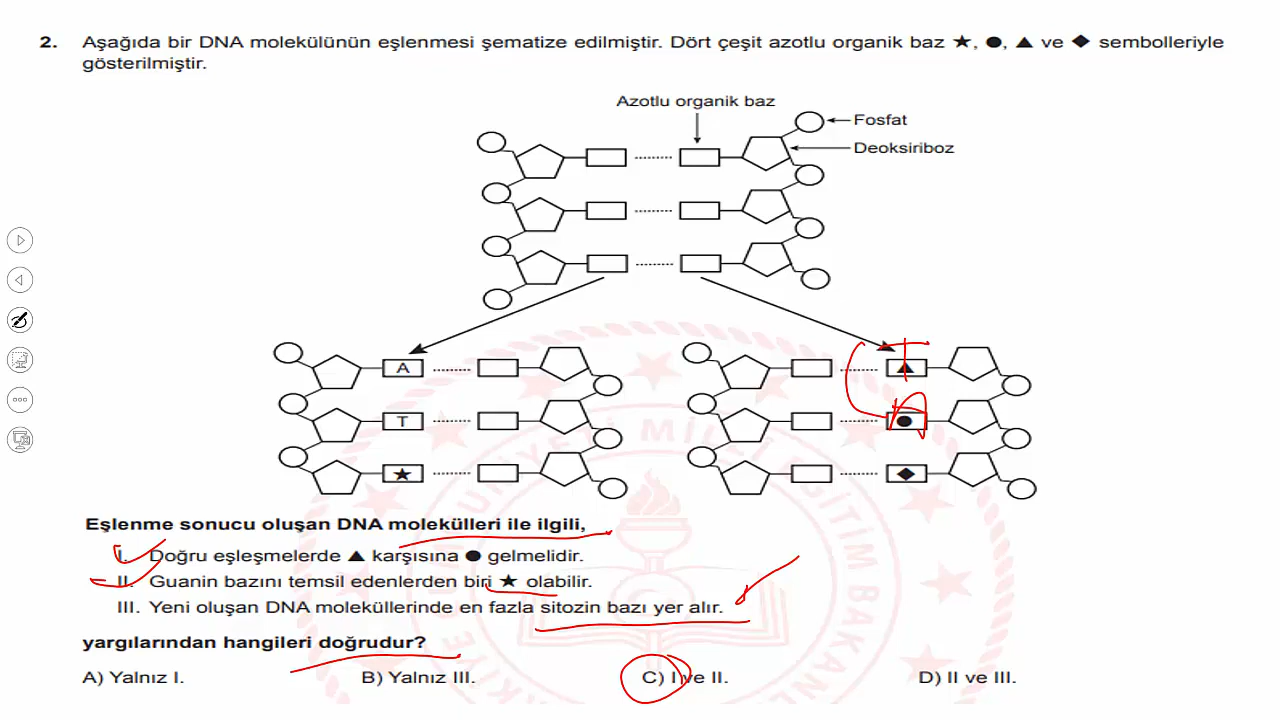 2. Aşağıda bir DNA molekülünün eşlenmesi şematize edilmiştir. Dört çeşit azotlu organik baz ★, ●, ▲ ve ◆ sembolleriyle
gösterilmiştir.
Azotlu organik baz
Fosfat
Deoksiriboz
A
T
T
A
Eşlenme sonucu oluşan DNA molekülleri ile ilgili,
I. Doğru eşleşmelerde ▲ karşısına ● gelmelidir.
II. Guanin bazını temsil edenlerden biri ★ olabilir.
III. Yeni oluşan DNA moleküllerinde en fazla sitozin bazı yer alır.
yargılarından hangileri doğrudur?
A) Yalnız I. B) Yalnız III. C) I ve II. D) II ve III.